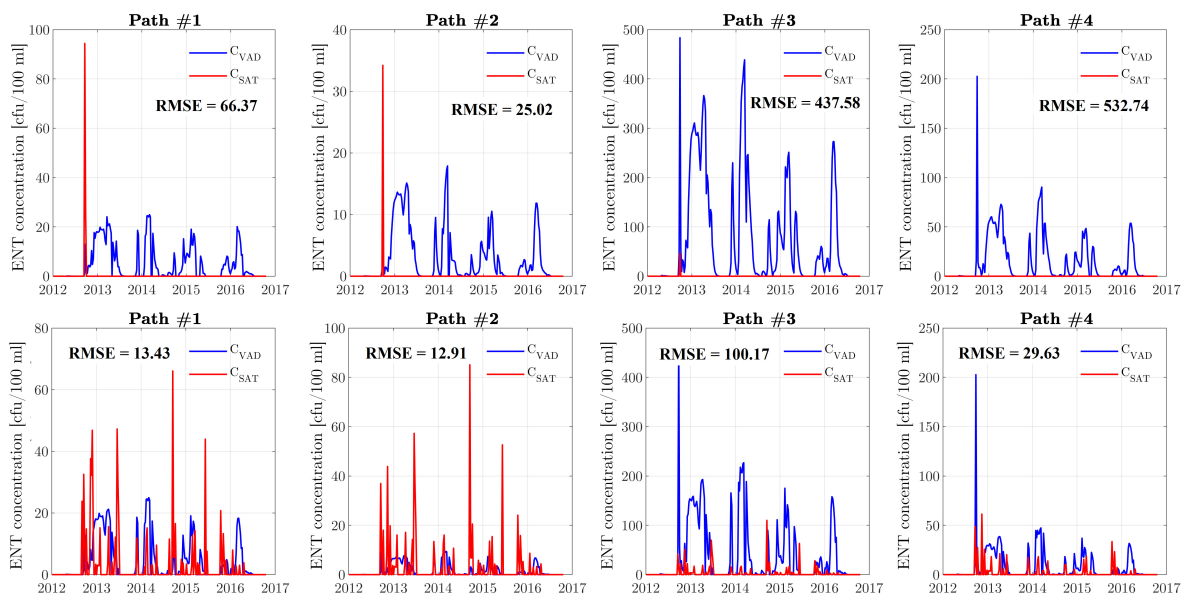 Path #1
ENT concentration [cfu/100 ml]
100
80
60
40
20
0
2012 2013 2014 2015 2016 2017
C_VAD
C_SAT
RMSE = 66.37
Path #2
ENT concentration [cfu/100 ml]
40
30
20
10
0
2012 2013 2014 2015 2016 2017
C_VAD
C_SAT
RMSE = 25.02
Path #3
ENT concentration [cfu/100 ml]
500
400
300
200
100
0
2012 2013 2014 2015 2016 2017
C_VAD
C_SAT
RMSE = 437.58
Path #4
ENT concentration [cfu/100 ml]
250
200
150
100
50
0
2012 2013 2014 2015 2016 2017
C_VAD
C_SAT
RMSE = 532.74
Path #1
ENT concentration [cfu/100 ml]
80
60
40
20
0
2012 2013 2014 2015 2016 2017
RMSE = 13.43
C_VAD
C_SAT
Path #2
ENT concentration [cfu/100 ml]
100
80
60
40
20
0
2012 2013 2014 2015 2016 2017
RMSE = 12.91
C_VAD
C_SAT
Path #3
ENT concentration [cfu/100 ml]
500
400
300
200
100
0
2012 2013 2014 2015 2016 2017
RMSE = 100.17
C_VAD
C_SAT
Path #4
ENT concentration [cfu/100 ml]
250
200
150
100
50
0
2012 2013 2014 2015 2016 2017
RMSE = 29.63
C_VAD
C_SAT